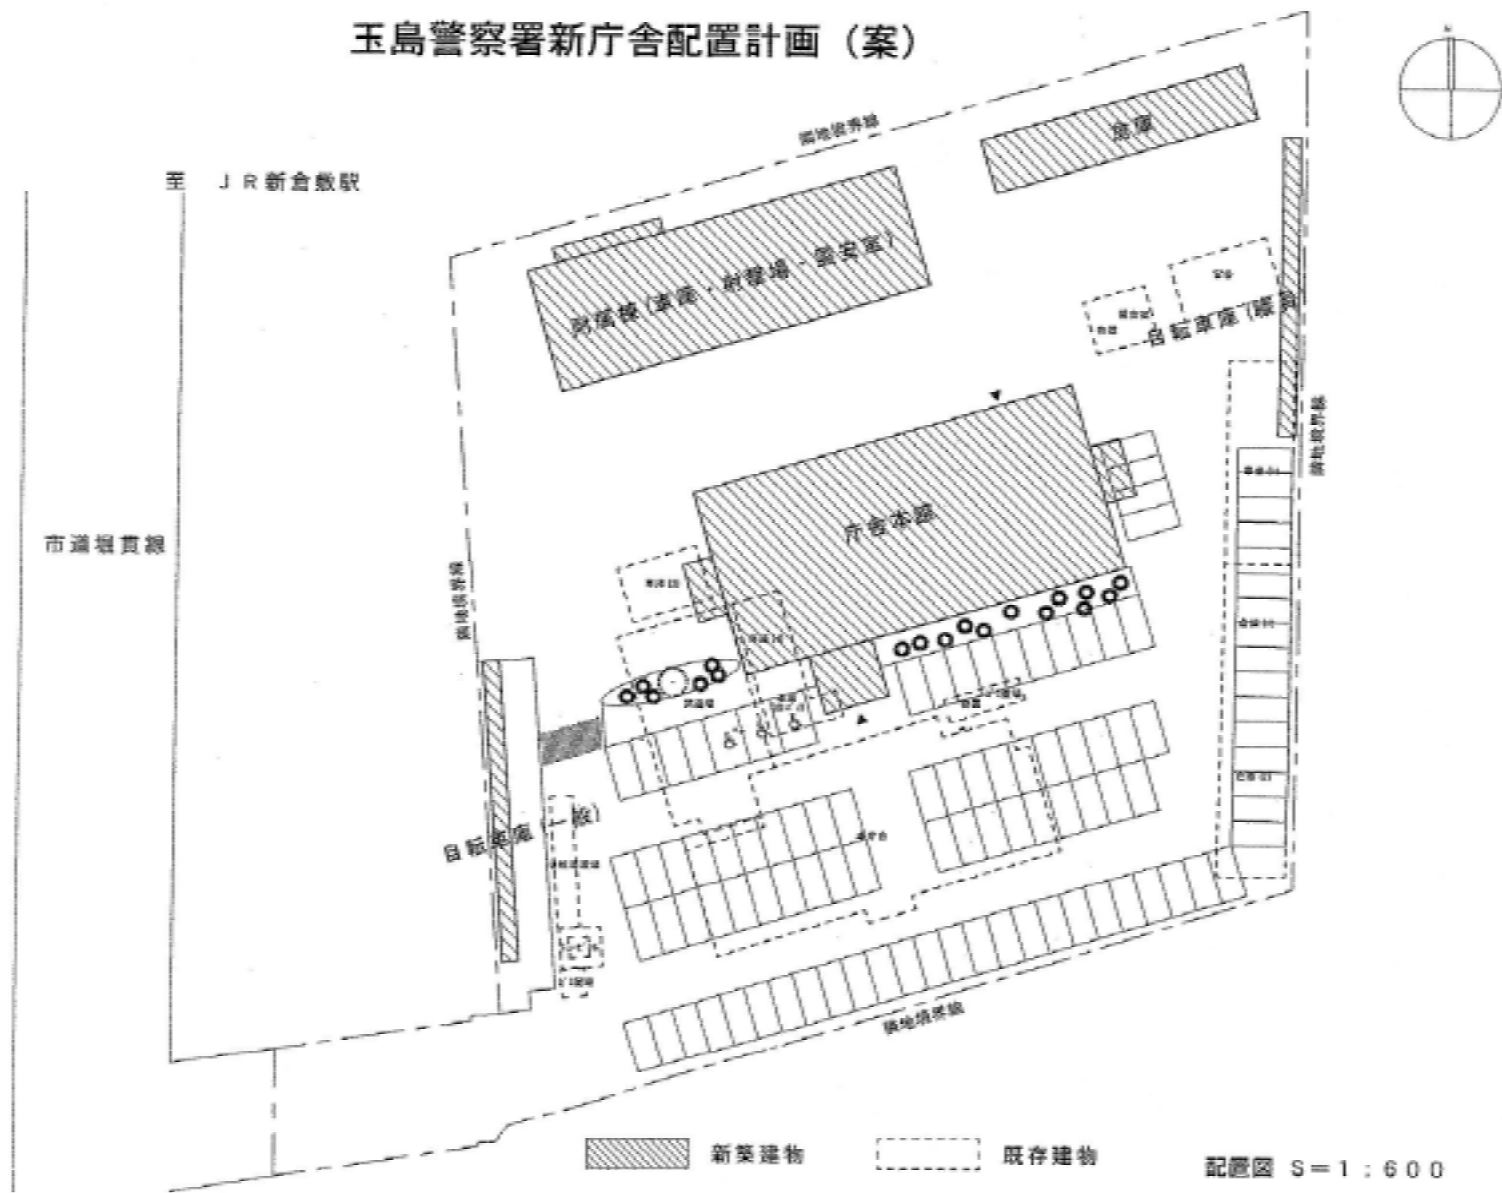 玉島警察署新庁舎配置計画（案）
N
至　ＪＲ新倉敷駅
隣地境界線
倉庫
附属棟(車庫・射撃場・霊安室)
自転車庫(職員
隣地境界線
庁舎本館
市道堀貫線
隣地境界線
武道場
自転車庫(一般)
隣地境界線
新築建物
既存建物
配置図 Ｓ＝１：６００